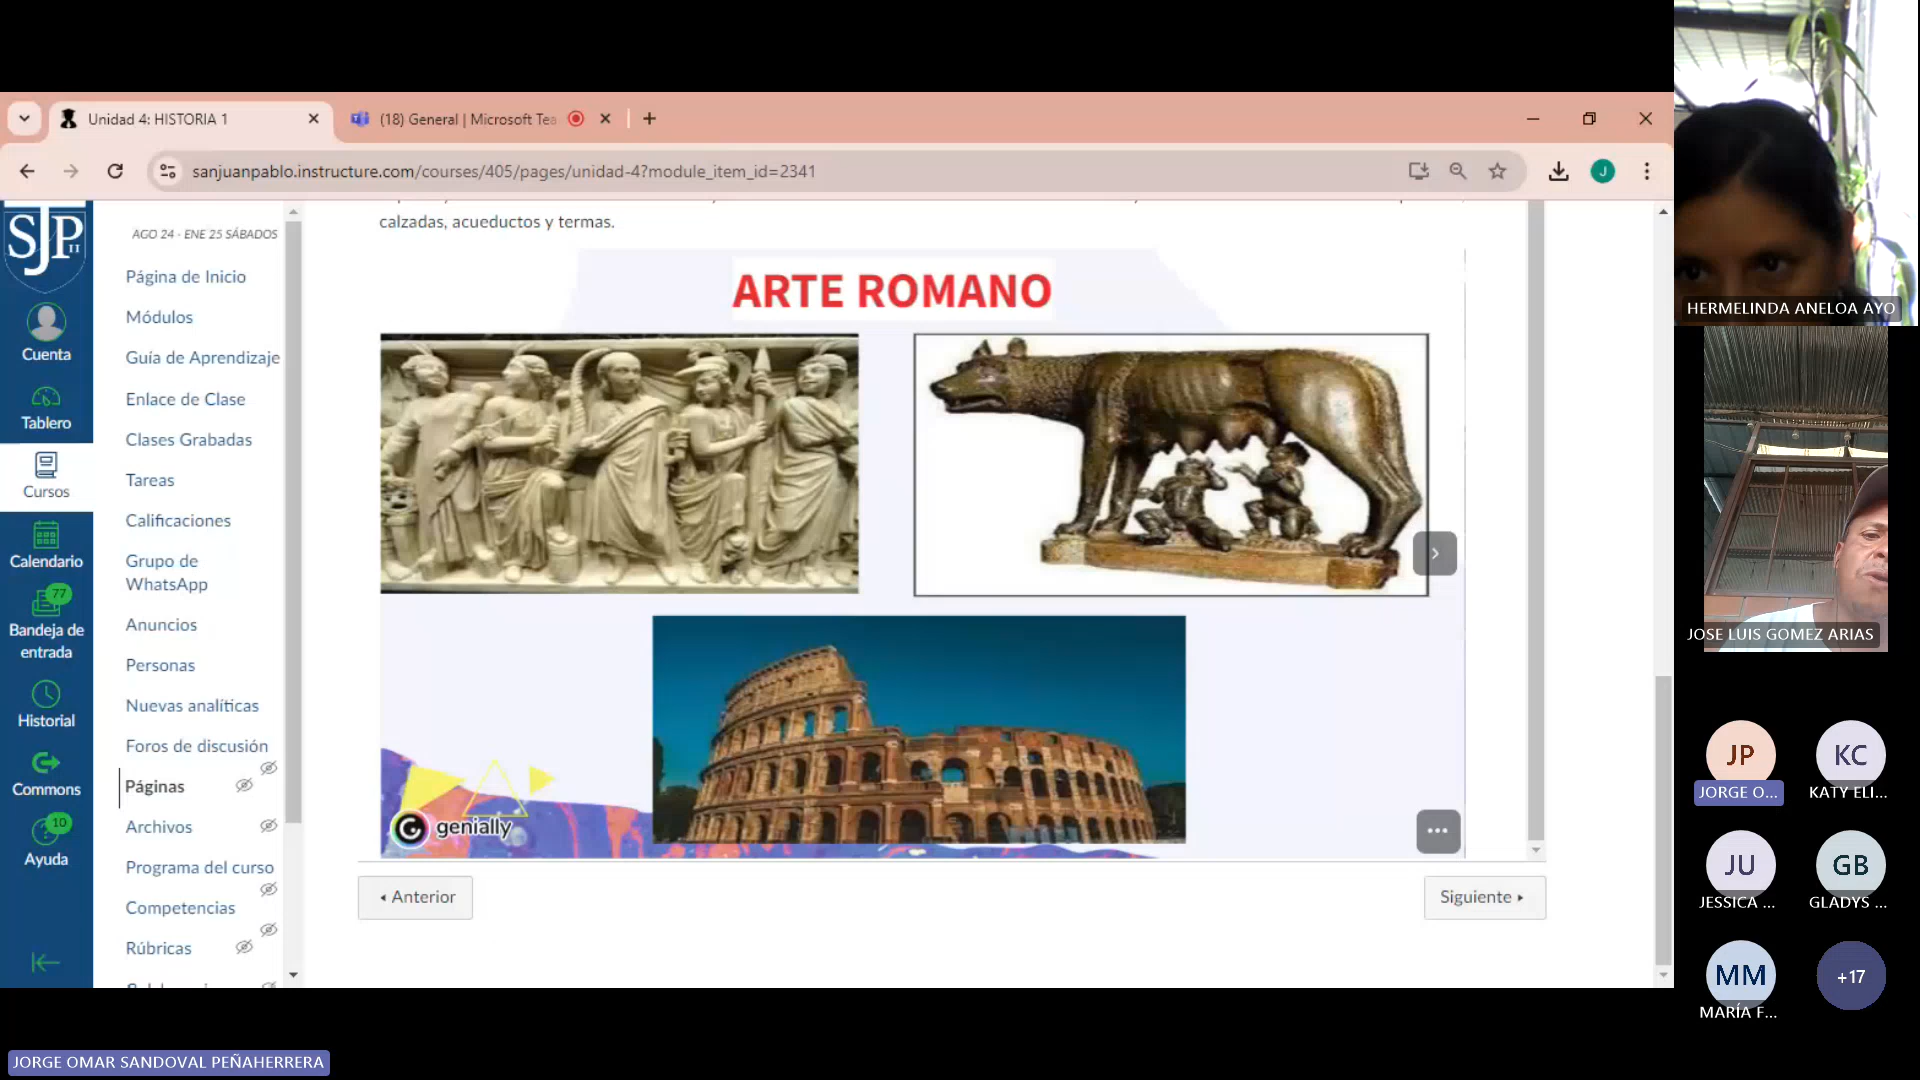 Unidad 4: HISTORIA 1
(18) General | Microsoft Tea
sanjuanpablo.instructure.com/courses/405/pages/unidad-4?module_item_id=2341
J
SJP
II
Cuenta
Tablero
Cursos
Calendario
77
Bandeja de
entrada
Historial
Commons
10
Ayuda
AGO 24 - ENE 25 SÁBADOS
Página de Inicio
Módulos
Guía de Aprendizaje
Enlace de Clase
Clases Grabadas
Tareas
Calificaciones
Grupo de
WhatsApp
Anuncios
Personas
Nuevas analíticas
Foros de discusión
Páginas
Archivos
Programa del curso
Competencias
Rúbricas
calzadas, acueductos y termas.
ARTE ROMANO
genially
Anterior
Siguiente
HERMELINDA ANELOA AYO
JOSE LUIS GOMEZ ARIAS
JP
JORGE O...
KC
KATY ELI...
JU
JESSICA ...
GB
GLADYS ...
MM
MARÍA F...
+17
JORGE OMAR SANDOVAL PEÑAHERRERA